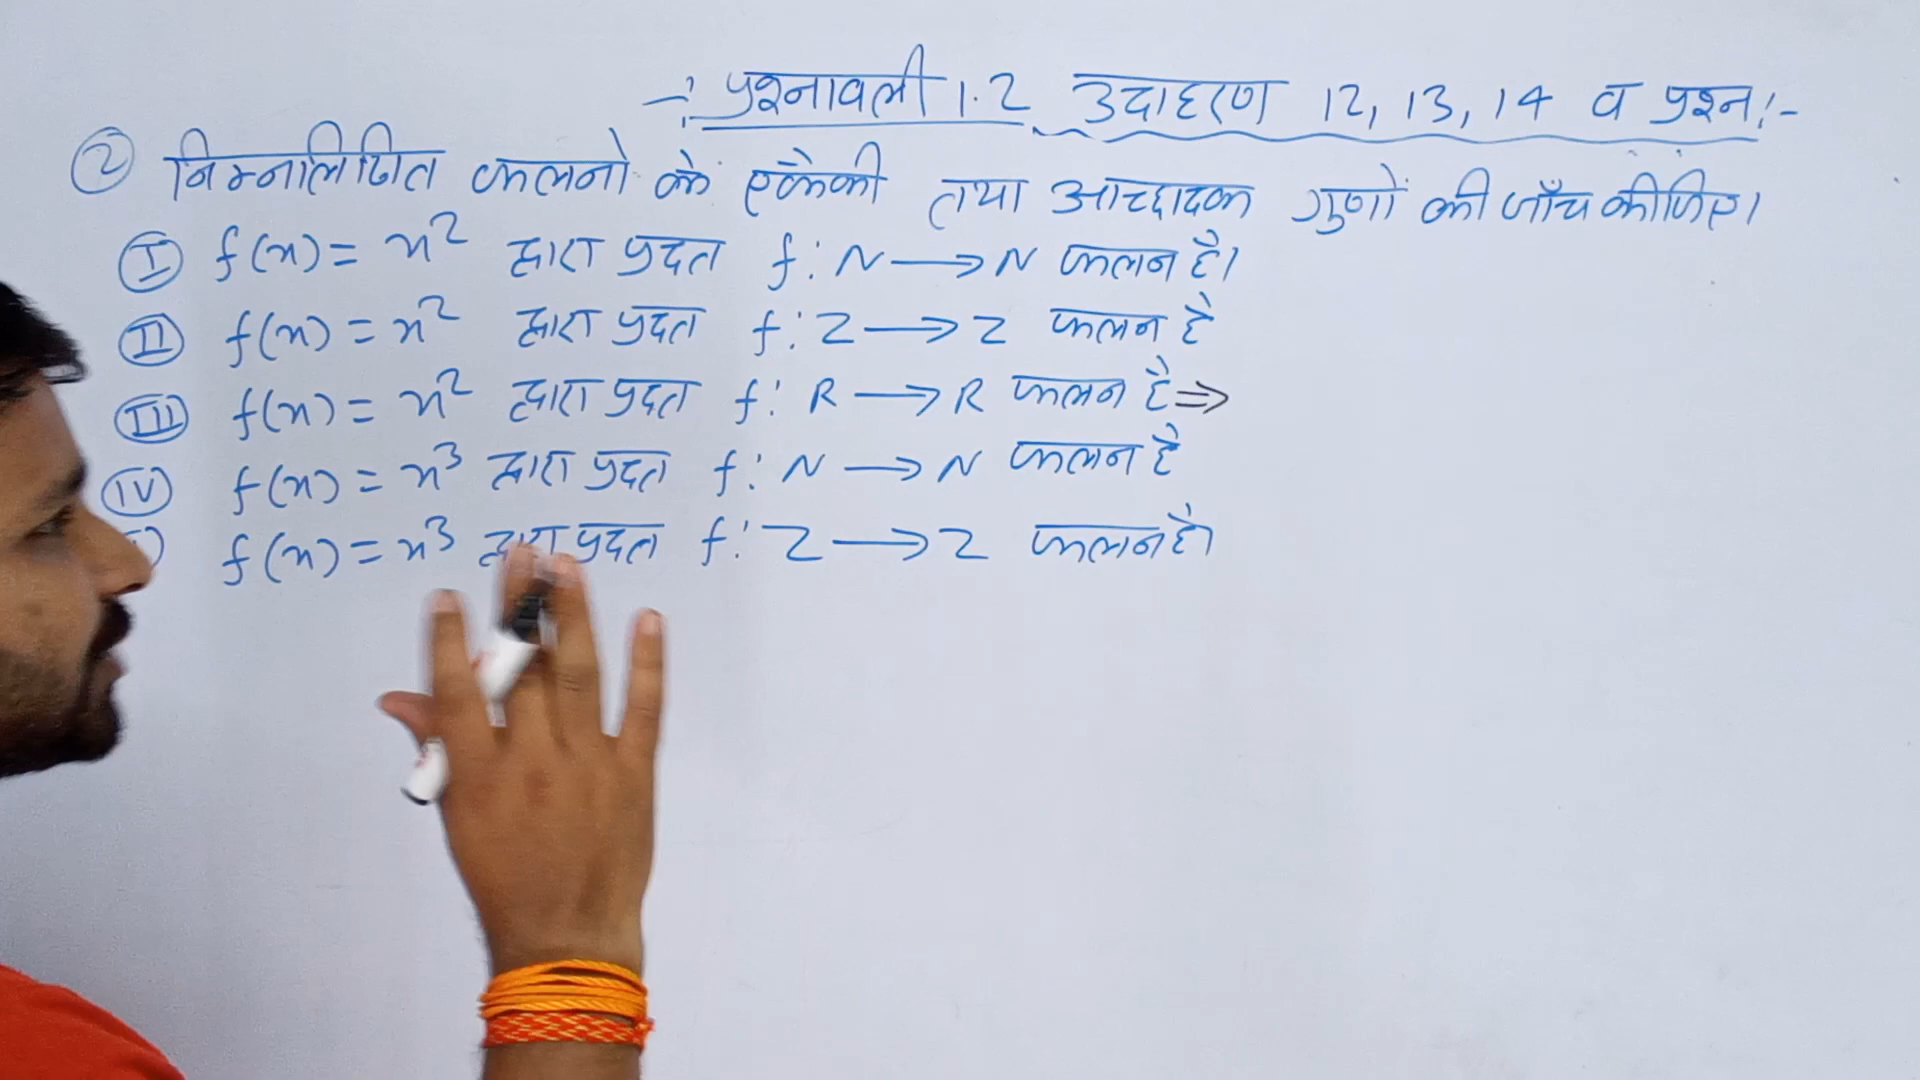 -: प्रश्नावली 1.2 उदाहरण 12, 13, 14 व प्रश्न:-
② निम्नलिखित फलनो के एकैकी तथा आच्छादक गुणों की जाँच कीजिए।
Ⓘ f(x) = x² द्वारा प्रदत f: N → N फलन है।
II f(x) = x² द्वारा प्रदत f: Z → Z फलन है
III f(x) = x² द्वारा प्रदत f: R → R फलन है ⇒
IV f(x) = x³ द्वारा प्रदत f: N → N फलन है
f(x) = x³ द्वारा प्रदत f: Z → Z फलन है।